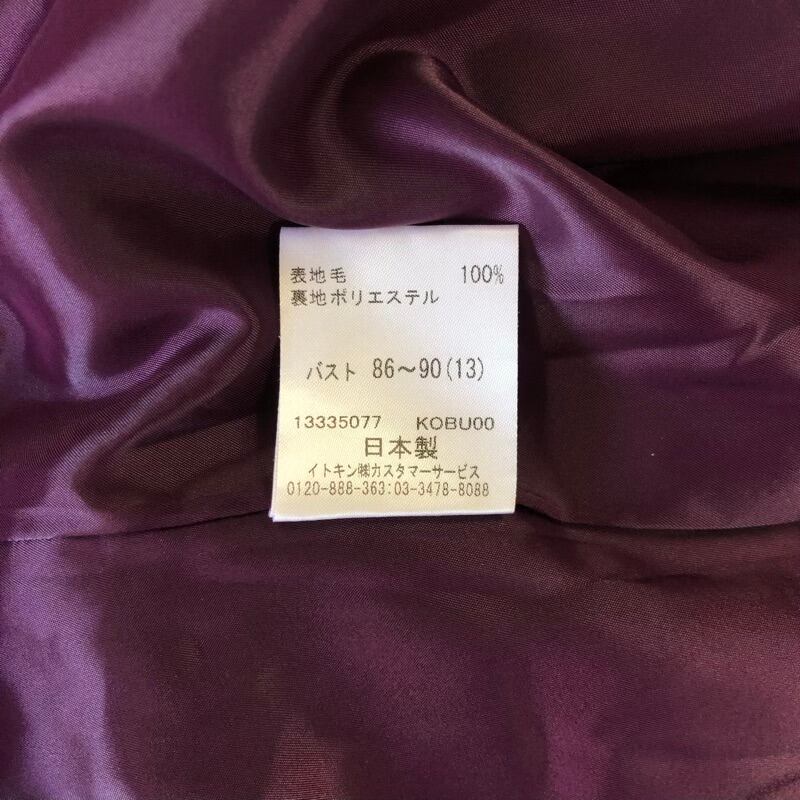 表地毛 100%
裏地ポリエステル
バスト 86～90(13)
13335077 KOBU00
日本製
イトキン㈱カスタマーサービス
0120-888-363:03-3478-8088